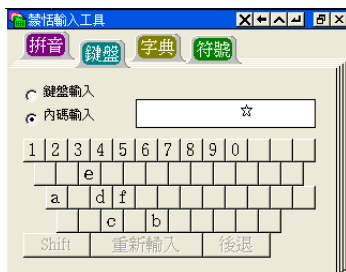 禁恬輸入工具
拼音 鍵盤 字典 符號
鍵盤輸入
內碼輸入 ☆
1 2 3 4 5 6 7 8 9 0
e
a d f
c b
Shift 重新輸入 後退